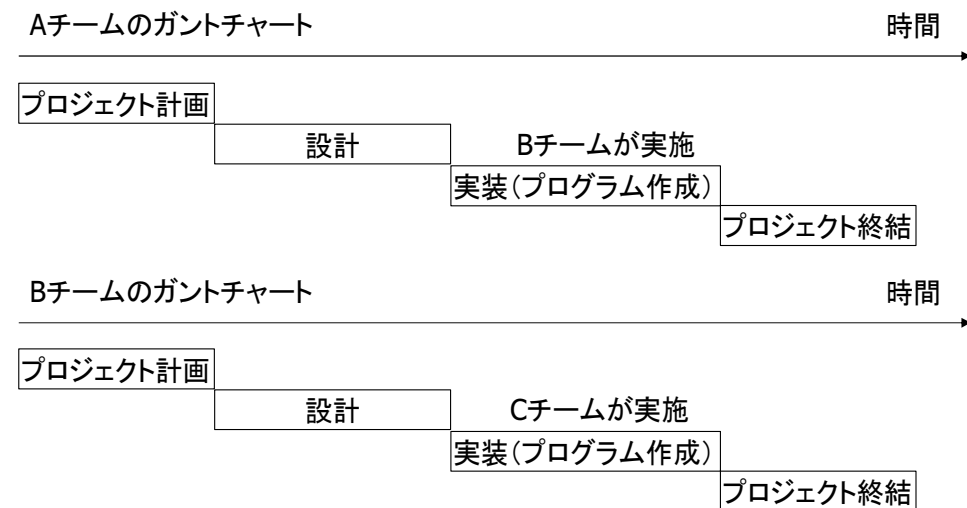 Aチームのガントチャート 時間
プロジェクト計画
設計 Bチームが実施
実装(プログラム作成)
プロジェクト終結
Bチームのガントチャート 時間
プロジェクト計画
設計 Cチームが実施
実装(プログラム作成)
プロジェクト終結